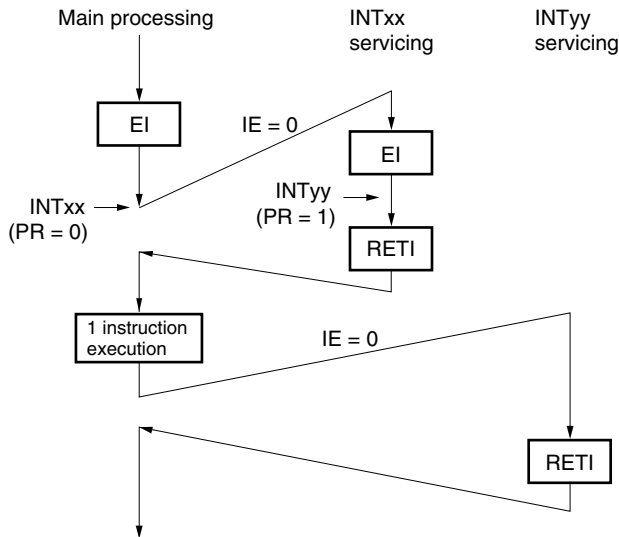 Main processing
INTxx
servicing
INTyy
servicing
EI
IE = 0
EI
INTxx
(PR = 0)
INTyy
(PR = 1)
RETI
1 instruction
execution
IE = 0
RETI